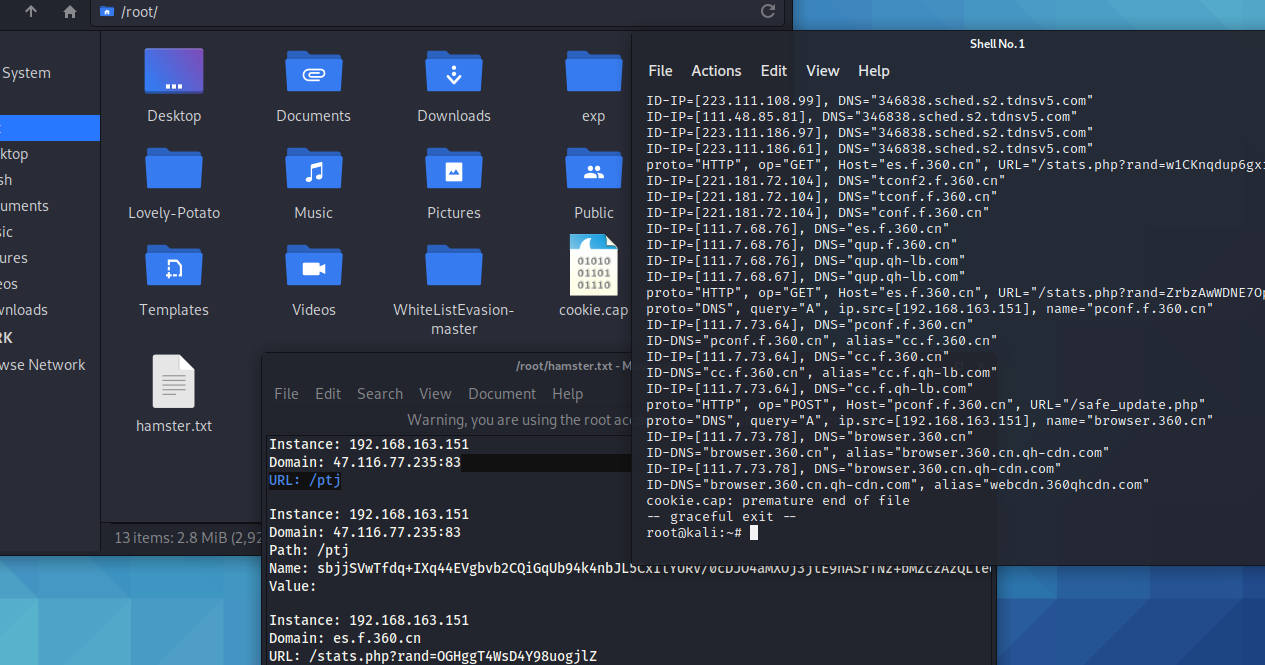 /root/
System
ktop
sh
uments
sic
ures
eos
wnloads
RK
wse Network
Desktop
Documents
Downloads
exp
Lovely-Potato
Music
Pictures
Public
Templates
Videos
WhiteListEvasion-
master
01010
01101
01110
cookie.cap
hamster.txt
13 items: 2.8 MiB (2,92
Shell No. 1
File Actions Edit View Help
ID-IP=[223.111.108.99], DNS="346838.sched.s2.tdnsv5.com"
ID-IP=[111.48.85.81], DNS="346838.sched.s2.tdnsv5.com"
ID-IP=[223.111.186.97], DNS="346838.sched.s2.tdnsv5.com"
ID-IP=[223.111.186.61], DNS="346838.sched.s2.tdnsv5.com"
proto="HTTP", op="GET", Host="es.f.360.cn", URL="/stats.php?rand=w1CKnqdup6gx
ID-IP=[221.181.72.104], DNS="tconf2.f.360.cn"
ID-IP=[221.181.72.104], DNS="tconf.f.360.cn"
ID-IP=[221.181.72.104], DNS="conf.f.360.cn"
ID-IP=[111.7.68.76], DNS="es.f.360.cn"
ID-IP=[111.7.68.76], DNS="qup.f.360.cn"
ID-IP=[111.7.68.76], DNS="qup.qh-lb.com"
ID-IP=[111.7.68.67], DNS="qup.qh-lb.com"
proto="HTTP", op="GET", Host="es.f.360.cn", URL="/stats.php?rand=ZrbzAwWDNE7O
proto="DNS", query="A", ip.src=[192.168.163.151], name="pconf.f.360.cn"
ID-IP=[111.7.73.64], DNS="pconf.f.360.cn"
ID-DNS="pconf.f.360.cn", alias="cc.f.360.cn"
ID-IP=[111.7.73.64], DNS="cc.f.360.cn"
ID-DNS="cc.f.360.cn", alias="cc.f.qh-lb.com"
ID-IP=[111.7.73.64], DNS="cc.f.qh-lb.com"
proto="HTTP", op="POST", Host="pconf.f.360.cn", URL="/safe_update.php"
proto="DNS", query="A", ip.src=[192.168.163.151], name="browser.360.cn"
ID-IP=[111.7.73.78], DNS="browser.360.cn"
ID-DNS="browser.360.cn", alias="browser.360.cn.qh-cdn.com"
ID-IP=[111.7.73.78], DNS="browser.360.cn.qh-cdn.com"
ID-DNS="browser.360.cn.qh-cdn.com", alias="webcdn.360qhcdn.com"
cookie.cap: premature end of file
-- graceful exit --
root@kali:~#
/root/hamster.txt - M
File Edit Search View Document Help
Warning, you are using the root acc
Instance: 192.168.163.151
Domain: 47.116.77.235:83
URL: /ptj
Instance: 192.168.163.151
Domain: 47.116.77.235:83
Path: /ptj
Name:
Value:
Instance: 192.168.163.151
Domain: es.f.360.cn
URL: /stats.php?rand=OGHggT4WsD4Y98uogjlZ